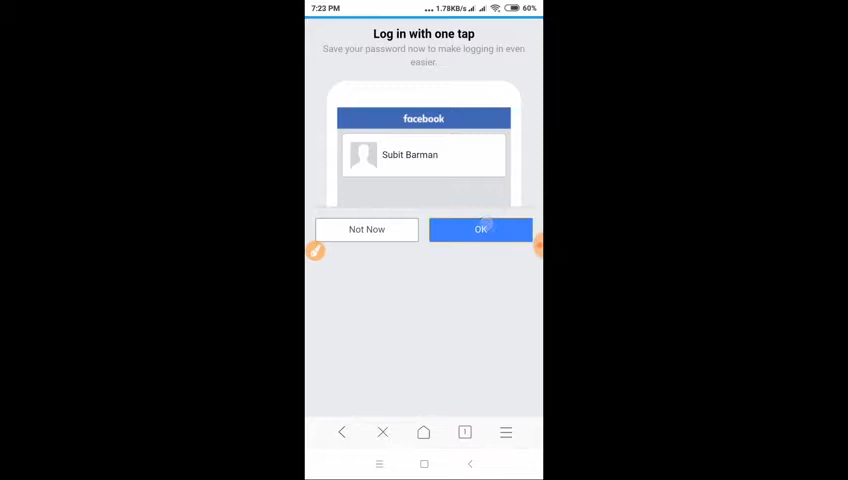 7:23 PM ... 1.78KB/s 60%
Log in with one tap
Save your password now to make logging in even
easier.
facebook
Subit Barman
Not Now OK
1